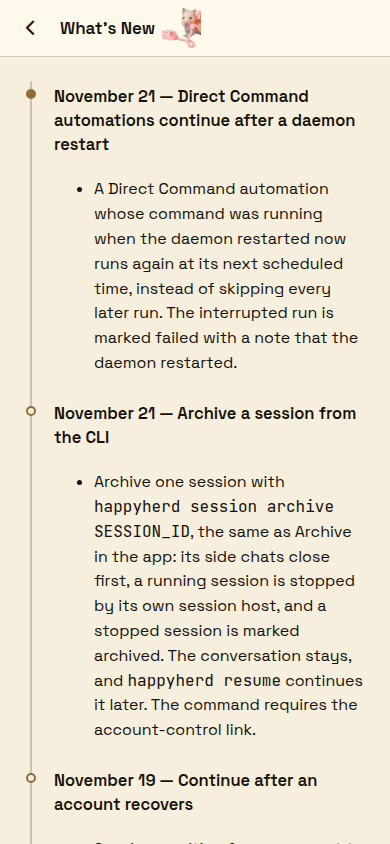 What's New
November 21 — Direct Command
automations continue after a daemon
restart
• A Direct Command automation
whose command was running
when the daemon restarted now
runs again at its next scheduled
time, instead of skipping every
later run. The interrupted run is
marked failed with a note that the
daemon restarted.
November 21 — Archive a session from
the CLI
• Archive one session with
happyherd session archive
SESSION_ID, the same as Archive
in the app: its side chats close
first, a running session is stopped
by its own session host, and a
stopped session is marked
archived. The conversation stays,
and happyherd resume continues
it later. The command requires the
account-control link.
November 19 — Continue after an
account recovers